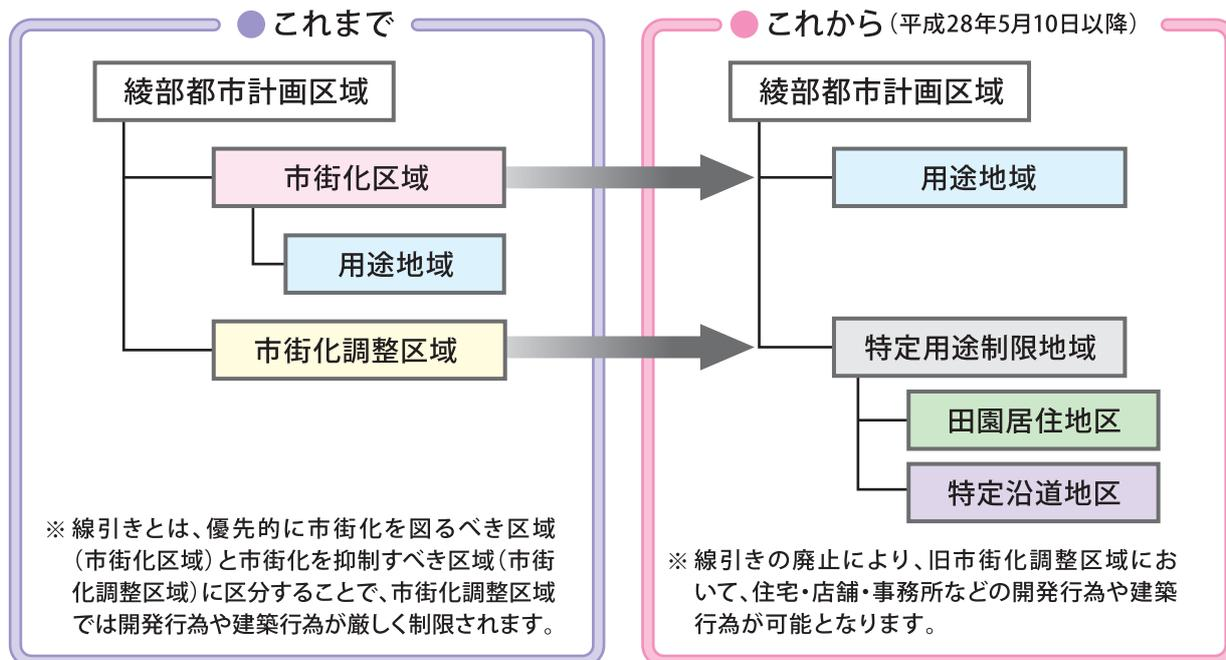 これまで
綾部都市計画区域
市街化区域
用途地域
市街化調整区域
※ 線引きとは、優先的に市街化を図るべき区域
（市街化区域）と市街化を抑制すべき区域（市街
化調整区域）に区分することで、市街化調整区域
では開発行為や建築行為が厳しく制限されます。
これから（平成28年5月10日以降）
綾部都市計画区域
用途地域
特定用途制限地域
田園居住地区
特定沿道地区
※ 線引きの廃止により、旧市街化調整区域にお
いて、住宅・店舗・事務所などの開発行為や建築
行為が可能となります。